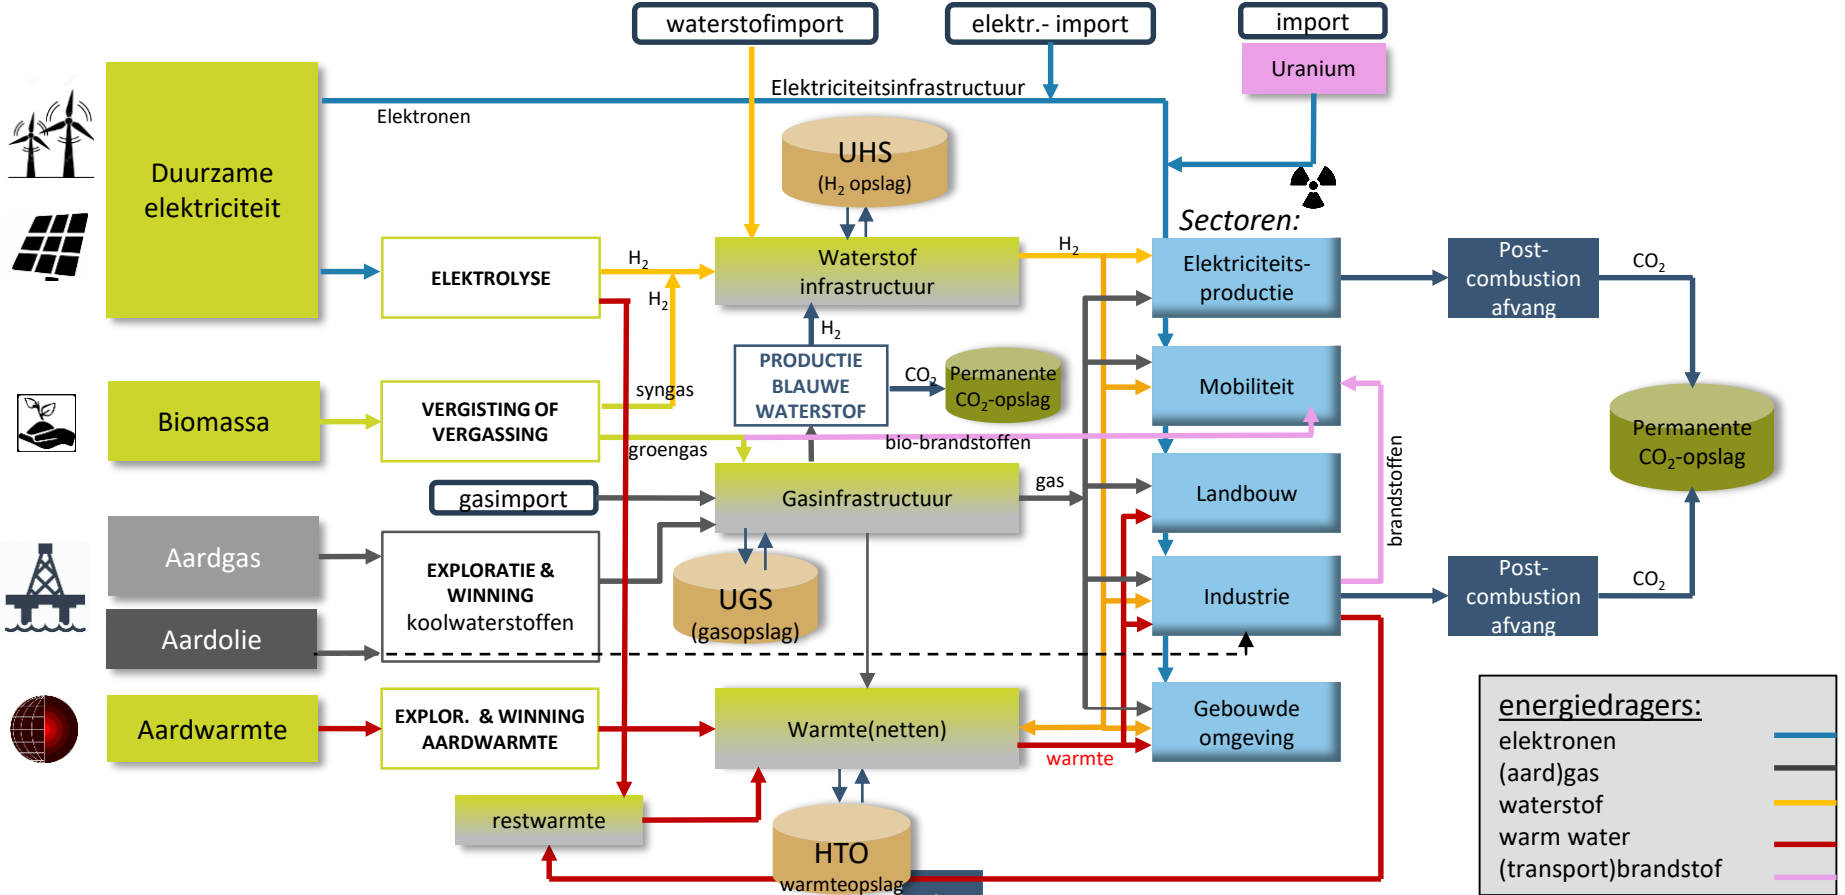 waterstofimport
elektr.- import
import
Uranium
Elektriciteitsinfrastructuur
Elektronen
Duurzame
elektriciteit
UHS
(H2 opslag)
Sectoren:
ELEKTROLYSE
H2
H2
Waterstof
infrastructuur
H2
Elektriciteits-
productie
Post-
combustion
afvang
CO2
H2
PRODUCTIE
BLAUWE
WATERSTOF
CO2
Permanente
CO2-opslag
Mobiliteit
Biomassa
VERGISTING OF
VERGASSING
syngas
groengas
bio-brandstoffen
brandstoffen
Permanente
CO2-opslag
gasimport
Gasinfrastructuur
gas
Landbouw
Aardgas
Aardolie
EXPLORATIE &
WINNING
koolwaterstoffen
UGS
(gasopslag)
Industrie
Post-
combustion
afvang
CO2
Aardwarmte
EXPLOR. & WINNING
AARDWARMTE
Warmte(netten)
warmte
Gebouwde
omgeving
restwarmte
HTO
warmteopslag
energiedragers:
elektronen
(aard)gas
waterstof
warm water
(transport)brandstof